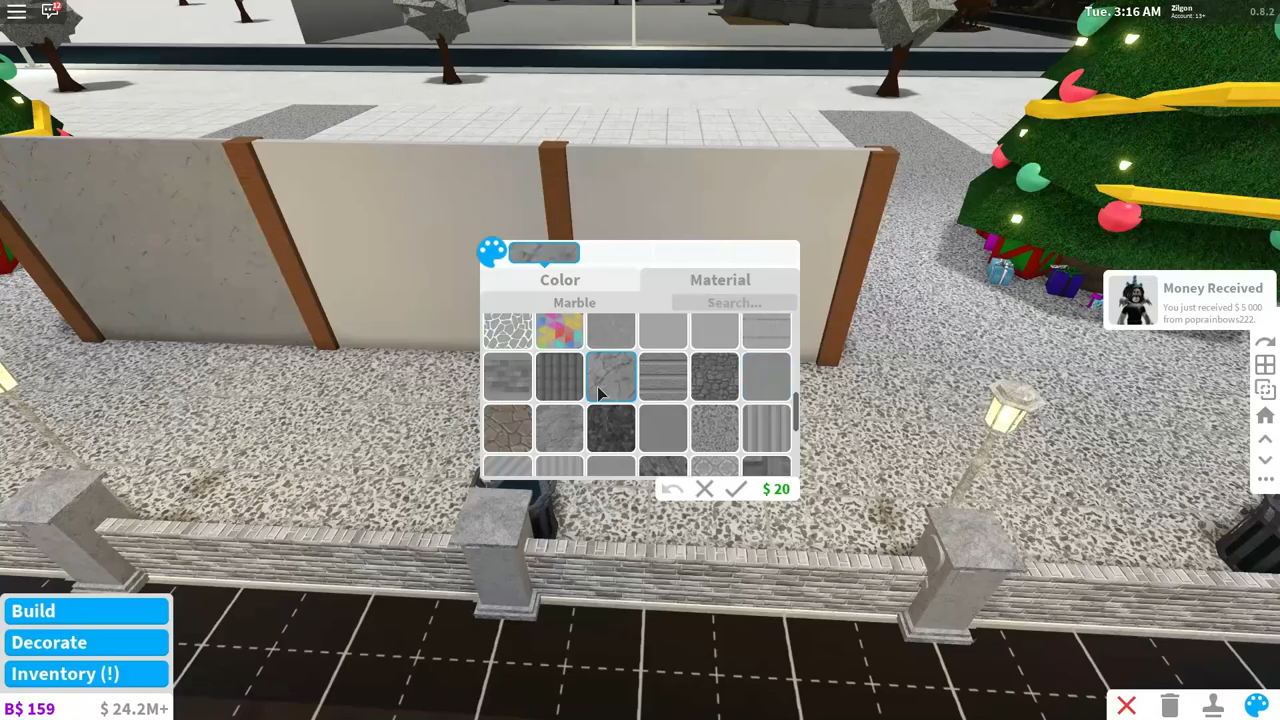 12
Tue. 3:16 AM
Zilgon
Account: 13+
0.8.2
Color
Material
Marble
Search...
$ 20
Money Received
You just received $ 5 000
from poprainbows222.
Build
Decorate
Inventory (!)
B$ 159
$ 24.2M+